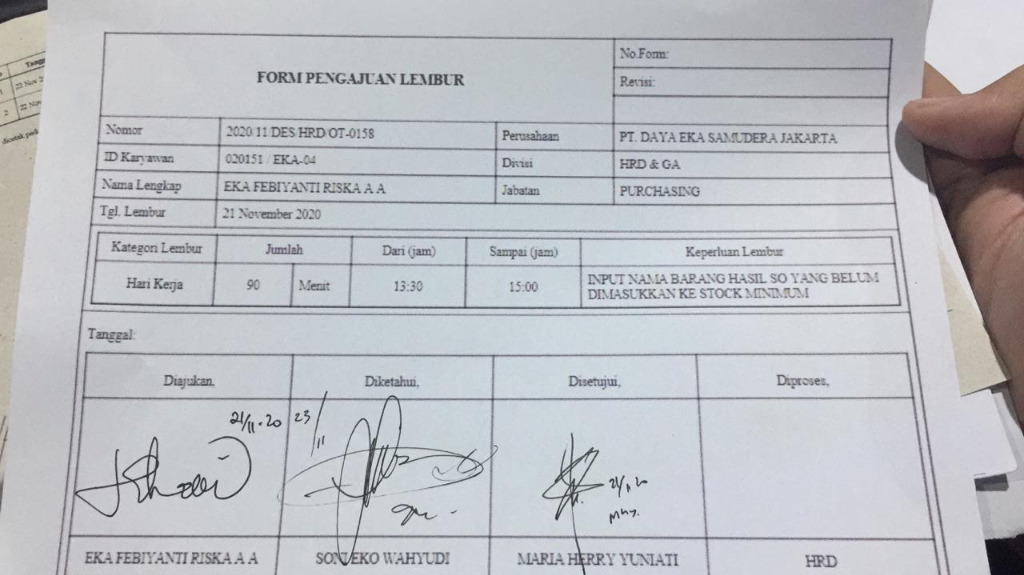 FORM PENGAJUAN LEMBUR
No.Form:
Revisi:
Nomor 2020/11/DES/HRD/OT-0158 Perusahaan PT. DAYA EKA SAMUDERA JAKARTA
ID Karyawan 020151 / EKA-04 Divisi HRD & GA
Nama Lengkap EKA FEBIYANTI RISKA A A Jabatan PURCHASING
Tgl. Lembur 21 November 2020
Kategori Lembur Jumlah Dari (jam) Sampai (jam) Keperluan Lembur
Hari Kerja 90 Menit 13:30 15:00 INPUT NAMA BARANG HASIL SO YANG BELUM
DIMASUKKAN KE STOCK MINIMUM
Tanggal:
Diajukan, Diketahui, Disetujui, Diproses,
21/11-20 23/11
EKA FEBIYANTI RISKA A A SONI EKO WAHYUDI MARIA HERRY YUNIATI HRD